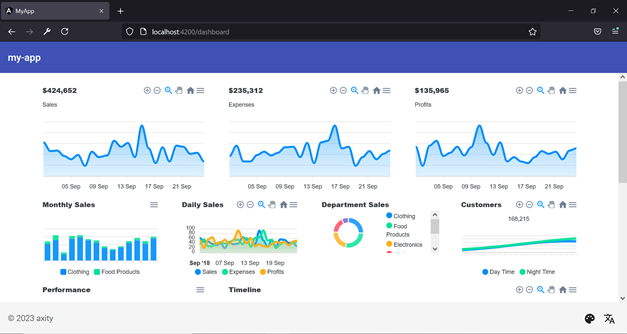 MyApp
localhost:4200/dashboard
my-app
$424,652
Sales
$235,312
Expenses
$135,965
Profits
05 Sep 09 Sep 13 Sep 17 Sep 21 Sep
05 Sep 09 Sep 13 Sep 17 Sep 21 Sep
05 Sep 09 Sep 13 Sep 17 Sep 21 Sep
Monthly Sales
Clothing Food Products
Daily Sales
100
80
60
40
20
0
Sep '18 07 Sep 13 Sep 19 Sep
Sales Expenses Profits
Department Sales
Clothing
Food
Products
Electronics
Customers
168,215
Day Time Night Time
Performance
Timeline
© 2023 axity